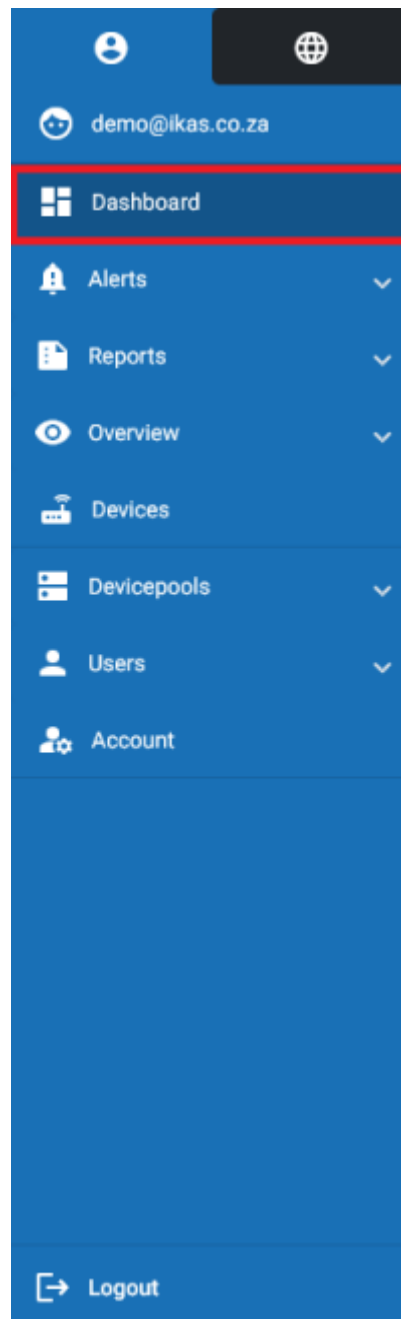 demo@ikas.co.za
Dashboard
Alerts
Reports
Overview
Devices
Devicepools
Users
Account
Logout